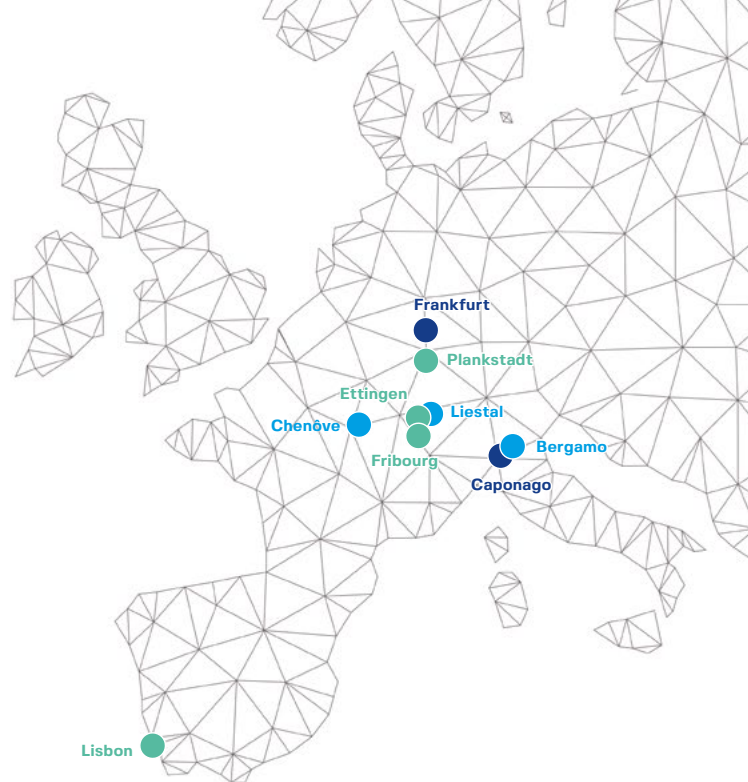 Frankfurt
Plankstadt
Ettingen
Liestal
Chenôve
Bergamo
Fribourg
Caponago
Lisbon